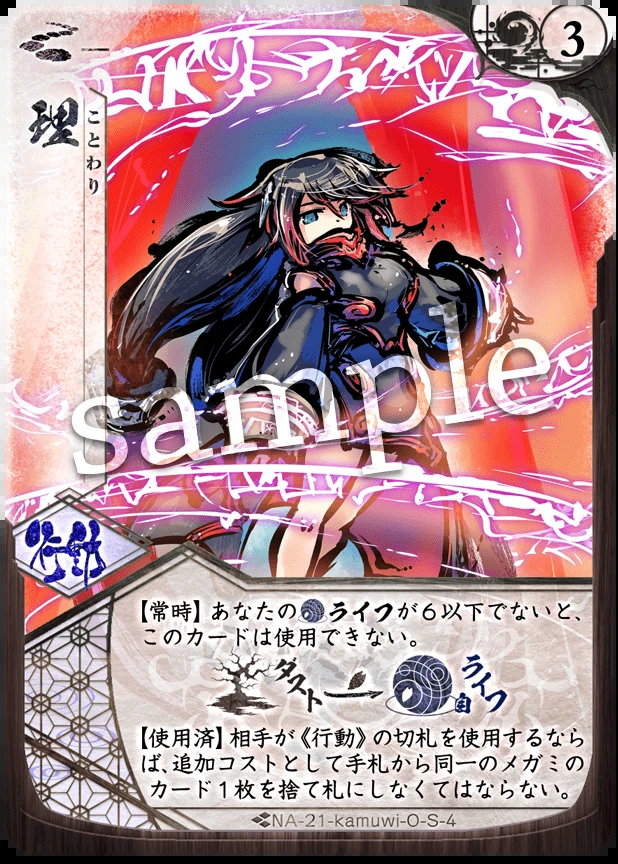 3
理
ことわり
sample
行動
【常時】あなたのライフが6以下でないと、
このカードは使用できない。
ダスト
ライフ
自
【使用済】相手が《行動》の切札を使用するなら
ば、追加コストとして手札から同一のメガミの
カード1枚を捨て札にしなくてはならない。
NA-21-kamuwi-O-S-4